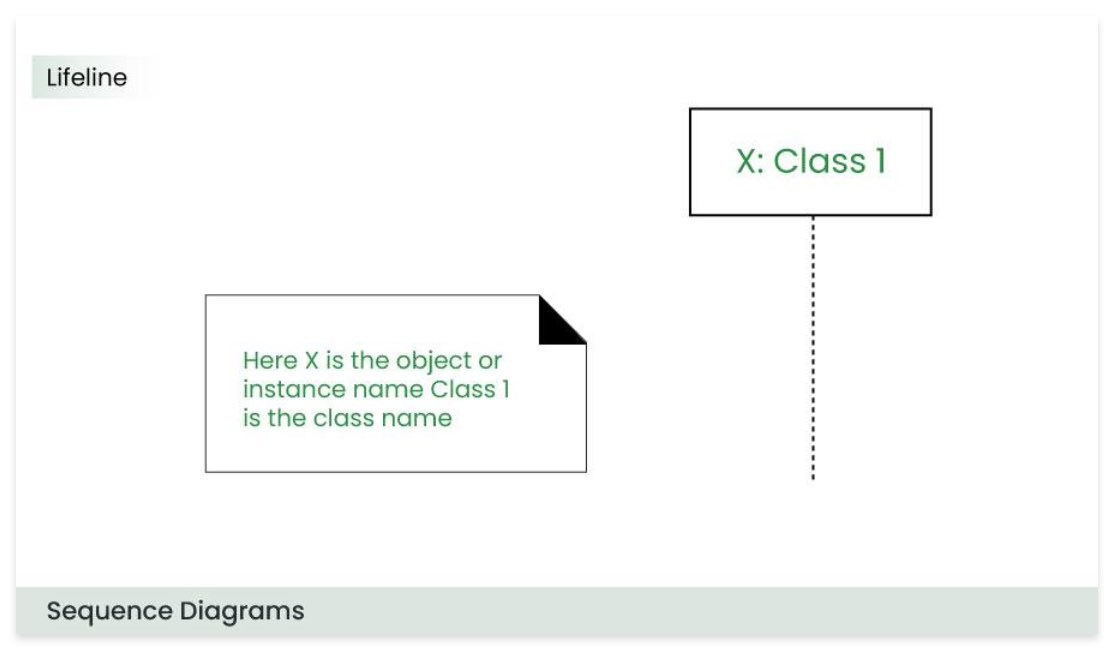 Lifeline
X: Class 1
Here X is the object or
instance name Class 1
is the class name
Sequence Diagrams